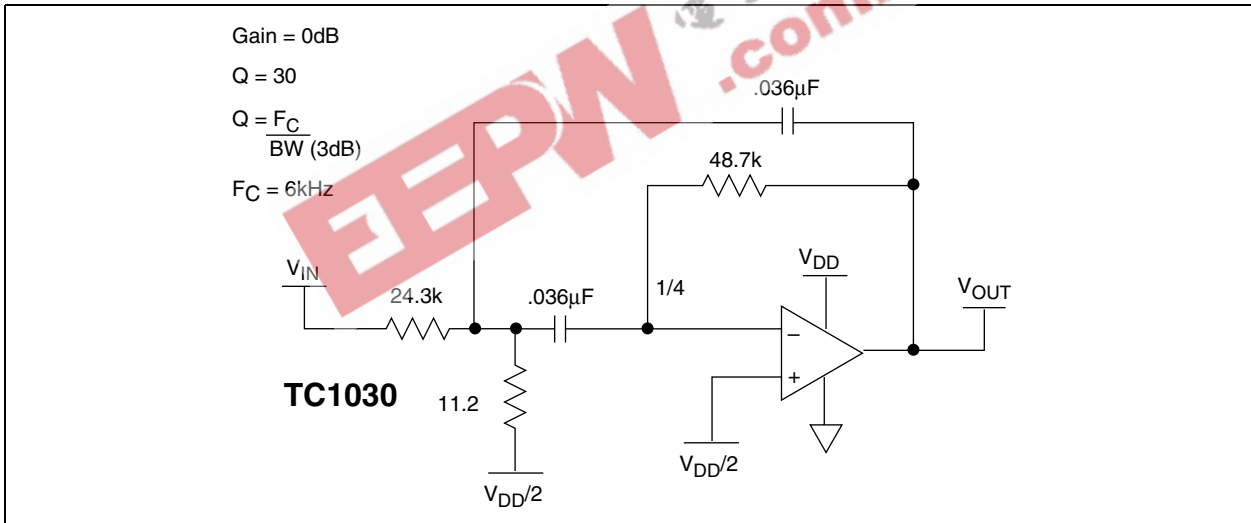 Gain = 0dB
Q = 30
Q = FC
BW (3dB)
FC = 6kHz
EEPW
.com
.036µF
48.7k
VDD
VIN
24.3k
.036µF
1/4
VOUT
–
+
TC1030
11.2
VDD/2
VDD/2